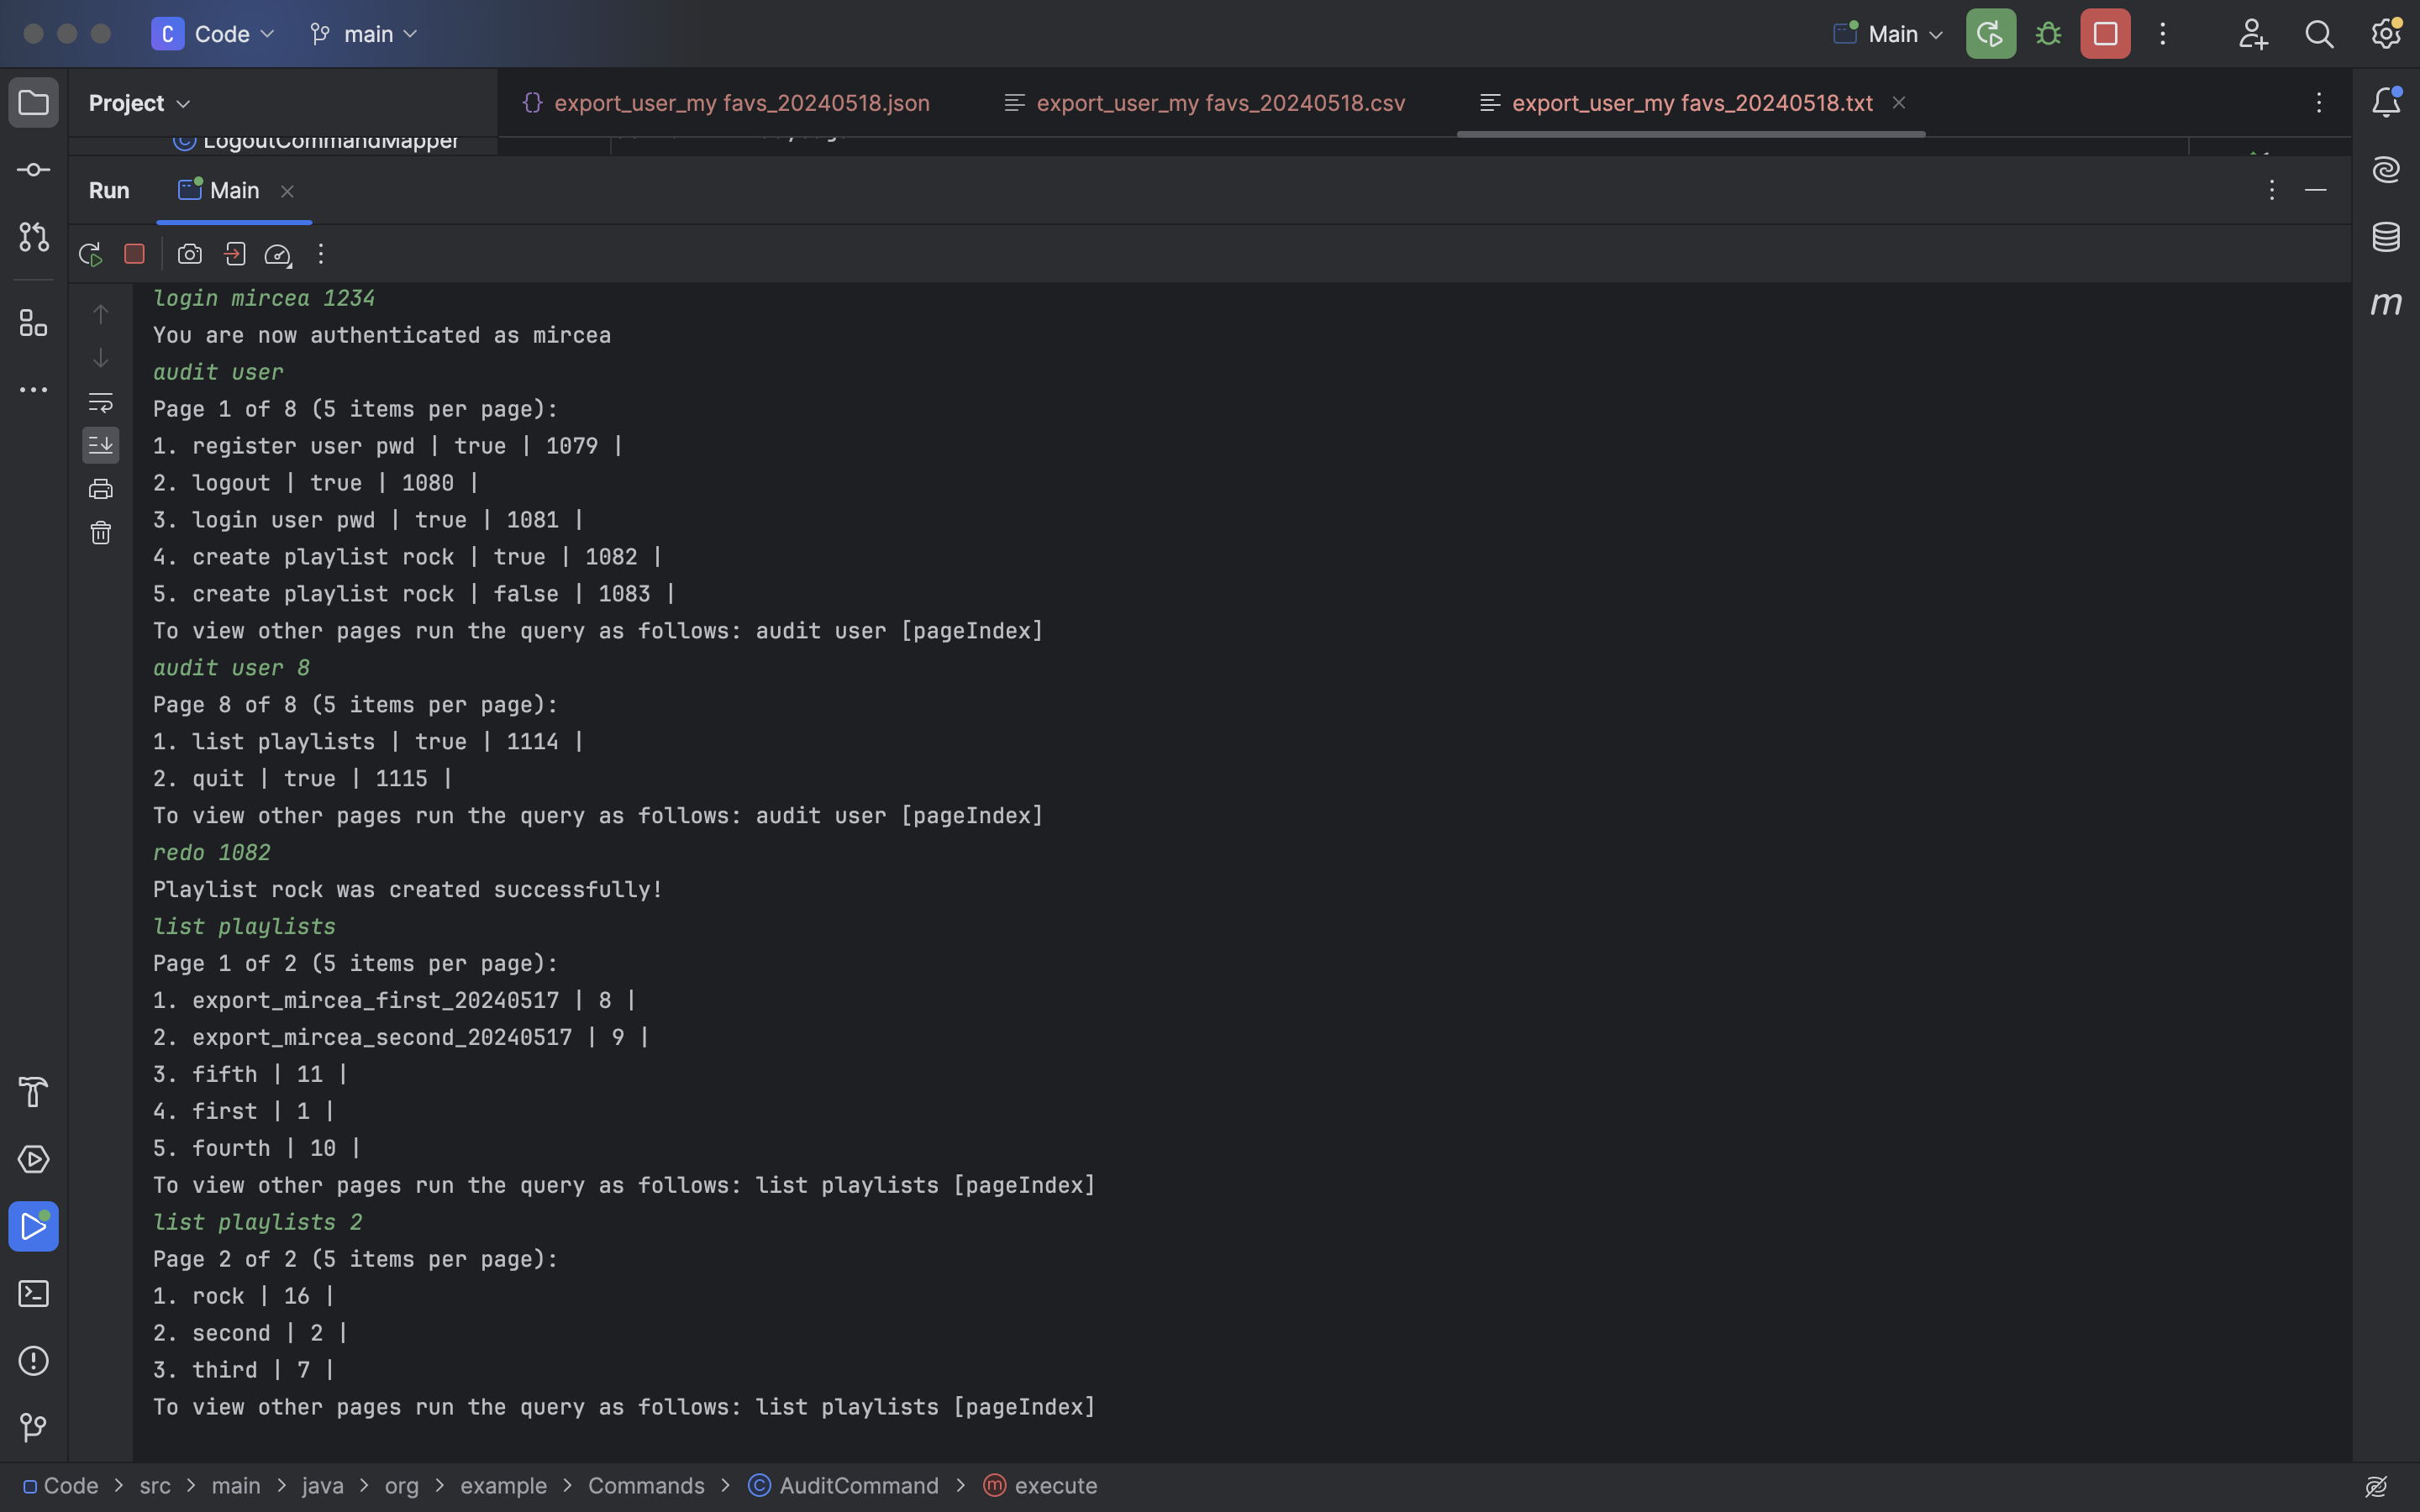 C Code main Main
Project
export_user_my favs_20240518.json export_user_my favs_20240518.csv export_user_my favs_20240518.txt
LogoutCommandMapper
Run Main
login mircea 1234
You are now authenticated as mircea
audit user
Page 1 of 8 (5 items per page):
1. register user pwd | true | 1079 |
2. logout | true | 1080 |
3. login user pwd | true | 1081 |
4. create playlist rock | true | 1082 |
5. create playlist rock | false | 1083 |
To view other pages run the query as follows: audit user [pageIndex]
audit user 8
Page 8 of 8 (5 items per page):
1. list playlists | true | 1114 |
2. quit | true | 1115 |
To view other pages run the query as follows: audit user [pageIndex]
redo 1082
Playlist rock was created successfully!
list playlists
Page 1 of 2 (5 items per page):
1. export_mircea_first_20240517 | 8 |
2. export_mircea_second_20240517 | 9 |
3. fifth | 11 |
4. first | 1 |
5. fourth | 10 |
To view other pages run the query as follows: list playlists [pageIndex]
list playlists 2
Page 2 of 2 (5 items per page):
1. rock | 16 |
2. second | 2 |
3. third | 7 |
To view other pages run the query as follows: list playlists [pageIndex]
Code > src > main > java > org > example > Commands > AuditCommand > execute